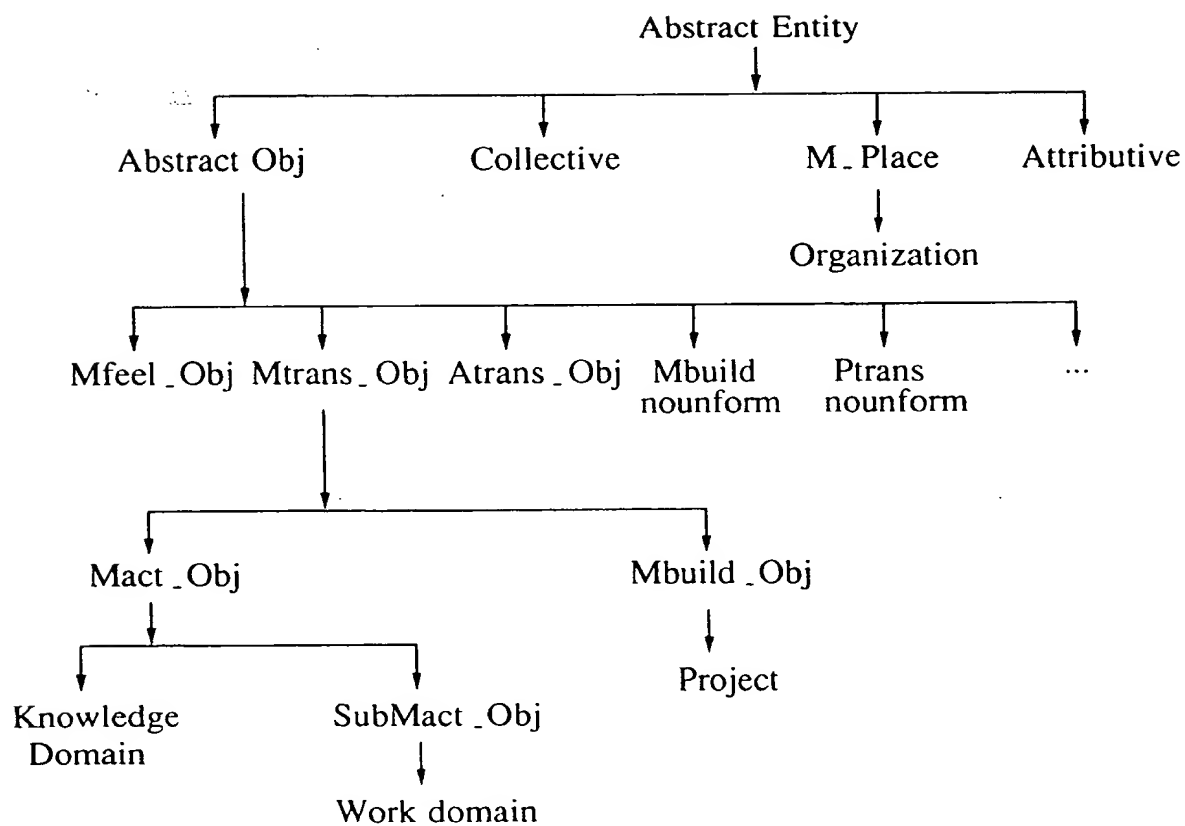 Abstract Entity
Abstract Obj Collective M_Place Attributive
Organization
Mfeel_Obj Mtrans_Obj Atrans_Obj Mbuild Ptrans ...
nounform nounform
Mact_Obj Mbuild_Obj
Project
Knowledge SubMact_Obj
Domain
Work domain